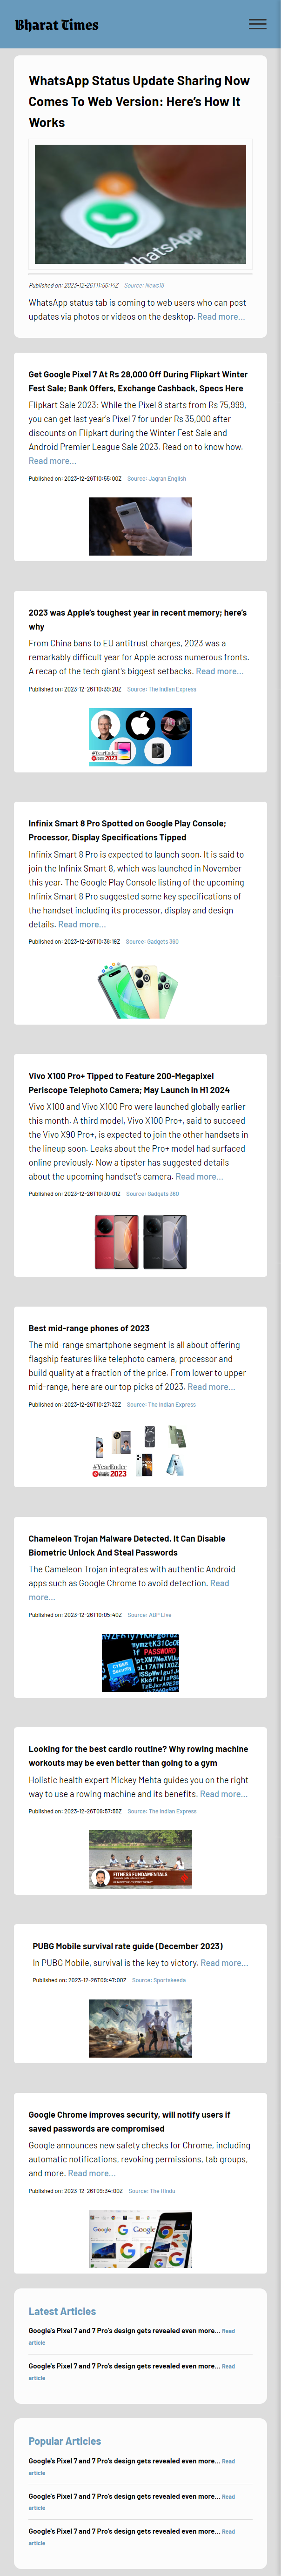 Bharat Times
WhatsApp Status Update Sharing Now
Comes To Web Version: Here's How It
Works
WhatsApp
Published on: 2023-12-26T11:56:14Z Source: News18
WhatsApp status tab is coming to web users who can post
updates via photos or videos on the desktop. Read more...
Get Google Pixel 7 At Rs 28,000 Off During Flipkart Winter
Fest Sale; Bank Offers, Exchange Cashback, Specs Here
Flipkart Sale 2023: While the Pixel 8 starts from Rs 75,999,
you can get last year's Pixel 7 for under Rs 35,000 after
discounts on Flipkart during the Winter Fest Sale and
Android Premier League Sale 2023. Read on to know how.
Read more...
Published on: 2023-12-26T10:55:00Z Source: Jagran English
2023 was Apple's toughest year in recent memory; here's
why
From China bans to EU antitrust charges, 2023 was a
remarkably difficult year for Apple across numerous fronts.
A recap of the tech giant's biggest setbacks. Read more...
Published on: 2023-12-26T10:39:20Z Source: The Indian Express
#YearEnder
2023
Infinix Smart 8 Pro Spotted on Google Play Console;
Processor, Display Specifications Tipped
Infinix Smart 8 Pro is expected to launch soon. It is said to
join the Infinix Smart 8, which was launched in November
this year. The Google Play Console listing of the upcoming
Infinix Smart 8 Pro suggested some key specifications of
the handset including its processor, display and design
details. Read more...
Published on: 2023-12-26T10:38:19Z Source: Gadgets 360
Vivo X100 Pro+ Tipped to Feature 200-Megapixel
Periscope Telephoto Camera; May Launch in H1 2024
Vivo X100 and Vivo X100 Pro were launched globally earlier
this month. A third model, Vivo X100 Pro+, said to succeed
the Vivo X90 Pro+, is expected to join the other handsets in
the lineup soon. Leaks about the Pro+ model had surfaced
online previously. Now a tipster has suggested details
about the upcoming handset's camera. Read more...
Published on: 2023-12-26T10:30:01Z Source: Gadgets 360
Best mid-range phones of 2023
The mid-range smartphone segment is all about offering
flagship features like telephoto camera, processor and
build quality at a fraction of the price. From lower to upper
mid-range, here are our top picks of 2023. Read more...
Published on: 2023-12-26T10:27:32Z Source: The Indian Express
#YearEnder
2023
Chameleon Trojan Malware Detected. It Can Disable
Biometric Unlock And Steal Passwords
The Cameleon Trojan integrates with authentic Android
apps such as Google Chrome to avoid detection. Read
more...
Published on: 2023-12-26T10:05:40Z Source: ABP Live
PASSWORD
CYBER
Security
Looking for the best cardio routine? Why rowing machine
workouts may be even better than going to a gym
Holistic health expert Mickey Mehta guides you on the right
way to use a rowing machine and its benefits. Read more...
Published on: 2023-12-26T09:57:55Z Source: The Indian Express
FITNESS FUNDAMENTALS
PUBG Mobile survival rate guide (December 2023)
In PUBG Mobile, survival is the key to victory. Read more...
Published on: 2023-12-26T09:47:00Z Source: Sportskeeda
Google Chrome improves security, will notify users if
saved passwords are compromised
Google announces new safety checks for Chrome, including
automatic notifications, revoking permissions, tab groups,
and more. Read more...
Published on: 2023-12-26T09:34:00Z Source: The Hindu
Google
Google
Latest Articles
Google's Pixel 7 and 7 Pro's design gets revealed even more... Read
article
Google's Pixel 7 and 7 Pro's design gets revealed even more... Read
article
Popular Articles
Google's Pixel 7 and 7 Pro's design gets revealed even more... Read
article
Google's Pixel 7 and 7 Pro's design gets revealed even more... Read
article
Google's Pixel 7 and 7 Pro's design gets revealed even more... Read
article